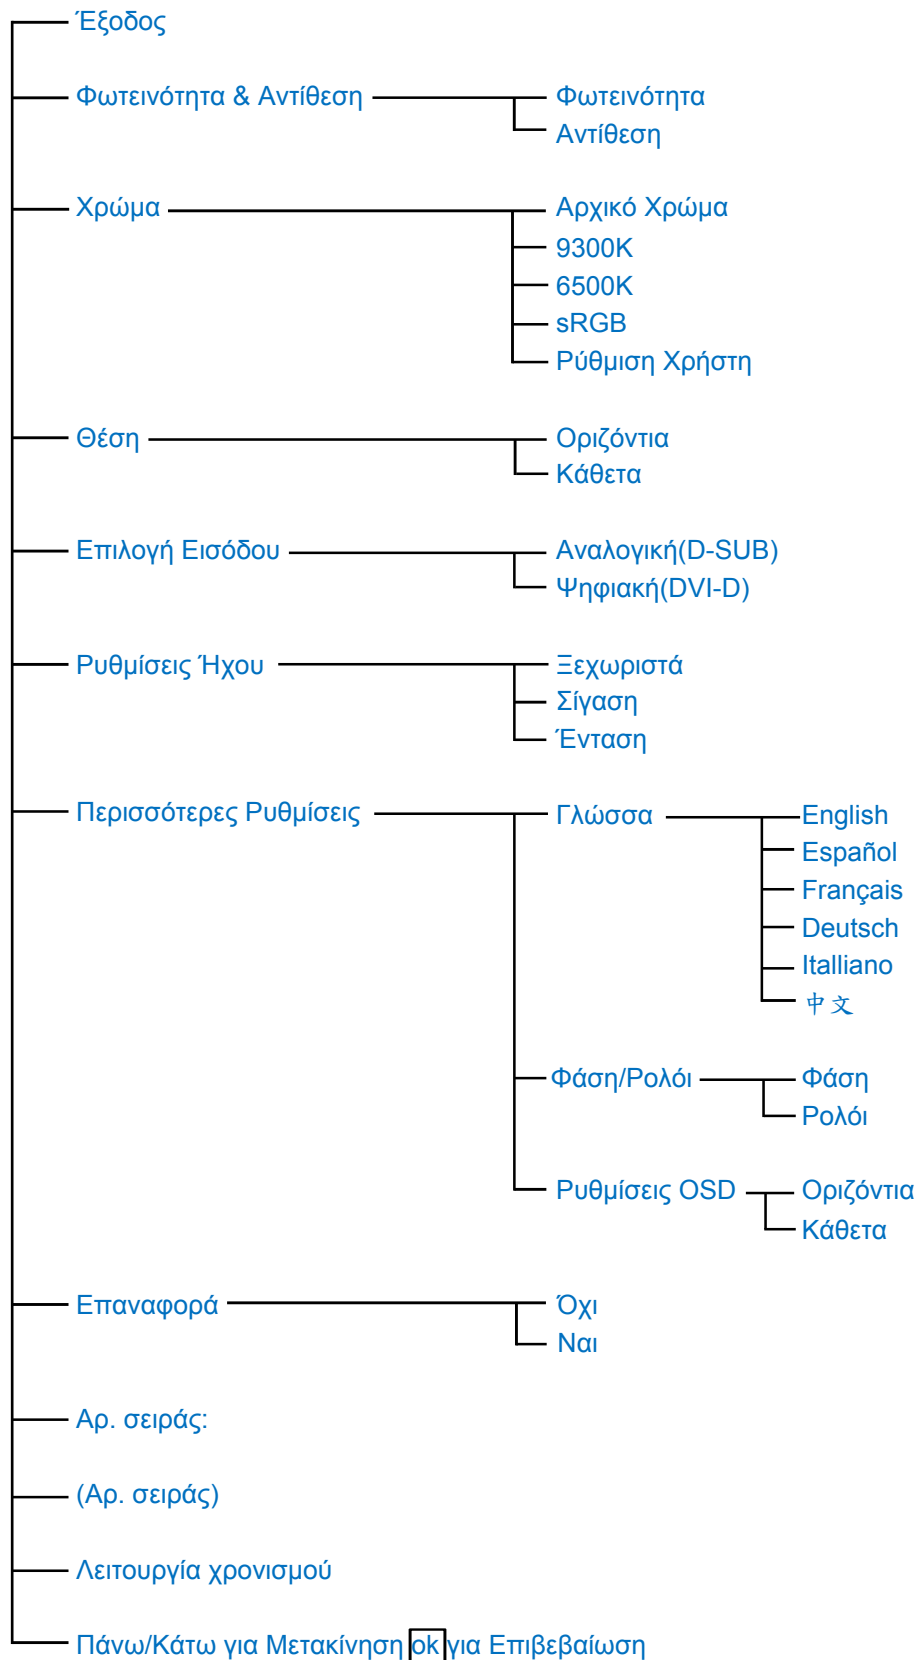 Έξοδος
Φωτεινότητα & Αντίθεση
Φωτεινότητα
Αντίθεση
Χρώμα
Αρχικό Χρώμα
9300K
6500K
sRGB
Ρύθμιση Χρήστη
Θέση
Οριζόντια
Κάθετα
Επιλογή Εισόδου
Αναλογική(D-SUB)
Ψηφιακή(DVI-D)
Ρυθμίσεις Ήχου
Ξεχωριστά
Σίγαση
Ένταση
Περισσότερες Ρυθμίσεις
Γλώσσα
English
Español
Français
Deutsch
Italliano
中文
Φάση/Ρολόι
Φάση
Ρολόι
Ρυθμίσεις OSD
Οριζόντια
Κάθετα
Επαναφορά
Όχι
Ναι
Αρ. σειράς:
(Αρ. σειράς)
Λειτουργία χρονισμού
Πάνω/Κάτω για Μετακίνηση ok για Επιβεβαίωση